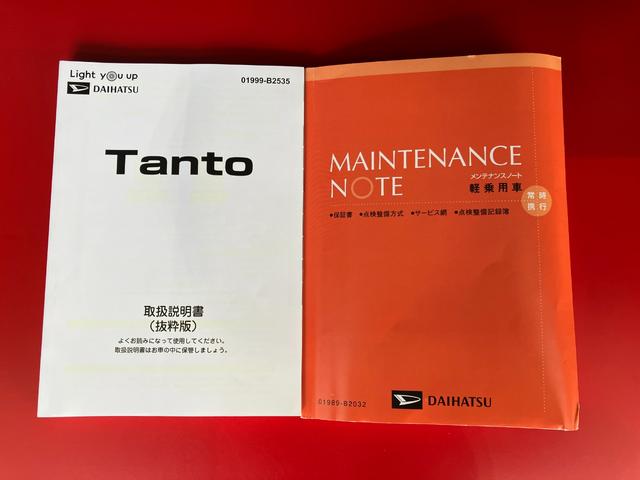 Light you up
DAIHATSU
01999-B2535
Tanto
取扱説明書
（抜粋版）
よくお読みになって使用してください。
取扱説明書はお車の中に保管しましょう。
MAINTENANCE
NOTE
メンテナンスノート
軽乗用車
常時
携行
●保証書 ●点検整備方式 ●サービス網 ●点検整備記録簿
01989-B2032
DAIHATSU